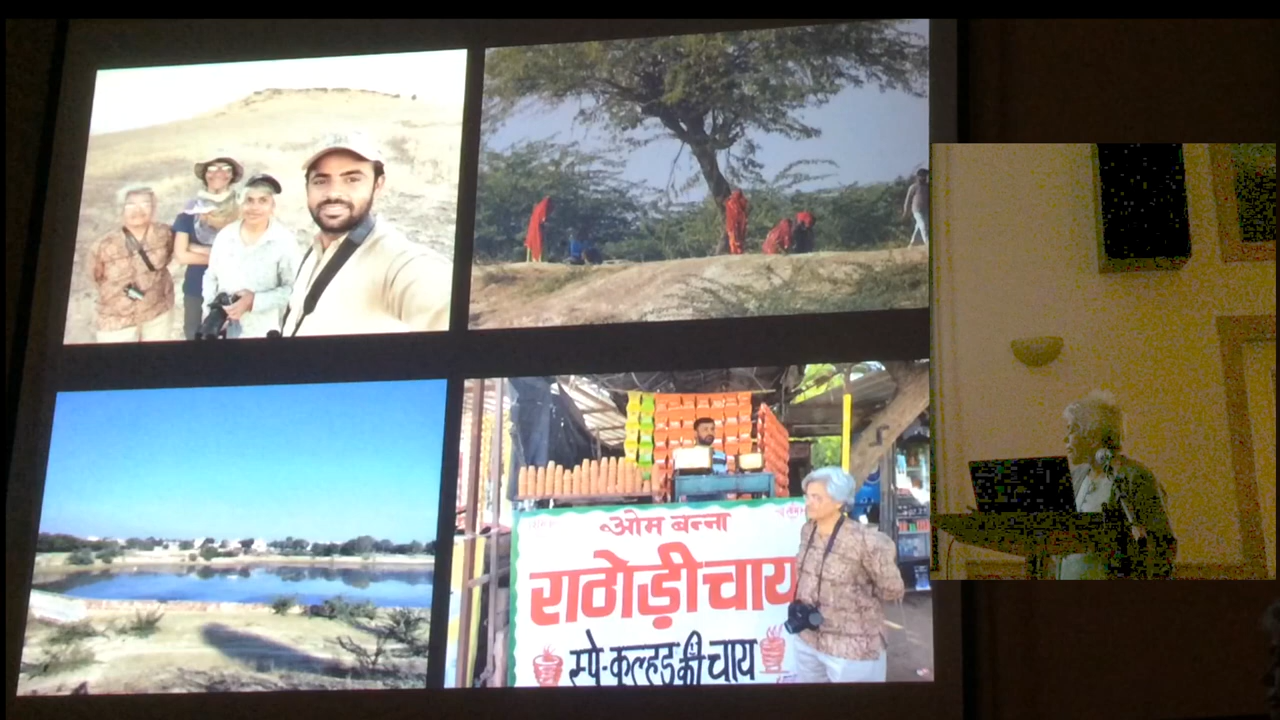 ओम बन्ना
राठोड़ी चाय
स्पे-कुल्हड़ की चाय